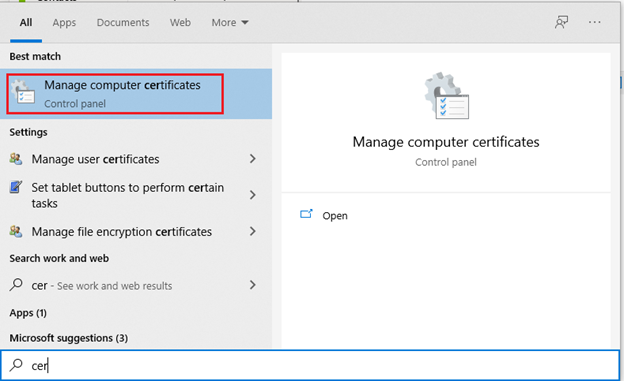 All Apps Documents Web More
Best match
Manage computer certificates
Control panel
Settings
Manage user certificates
Set tablet buttons to perform certain
tasks
Manage file encryption certificates
Search work and web
cer - See work and web results
Apps (1)
Microsoft suggestions (3)
Manage computer certificates
Control panel
Open
cer